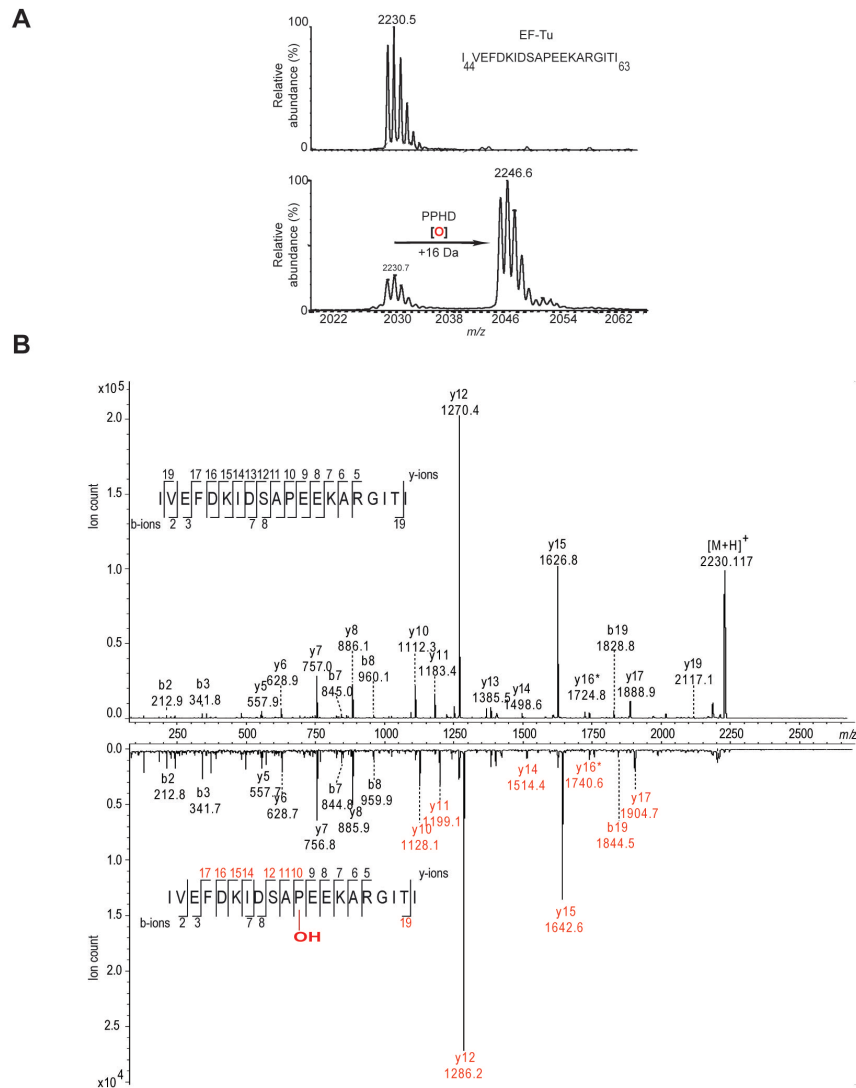 A
100
2230.5
EF-Tu
I VEFDKIDSAPEEKARGITI
44 63
Relative
abundance (%)
0
100
2246.6
PPHD
[O]
+16 Da
2230.7
Relative
abundance (%)
0
2022 2030 2038 2046 2054 2062
m/z
B
x10⁵
y12
1270.4
2.0
19 17 16 15 14 13 12 11 10 9 8 7 6 5 y-ions
I V E F D K I D S A P E E K A R G I T I
b-ions 2 3 7 8 19
1.5
Ion count
1.0
y15
1626.8
[M+H]⁺
2230.117
0.5
b2
212.9
b3
341.8
y5
557.9
y6
628.9
y7
757.0
b7
845.0
y8
886.1
b8
960.1
y10
1112.3
y11
1183.4
y13
1385.5
y14
1498.6
y16*
1724.8
b19
1828.8
y17
1888.9
y19
2117.1
0.0
250 500 750 1000 1250 1500 1750 2000 2250 2500 m/z
0.0
b2
212.8
b3
341.7
y5
557.7
y6
628.7
y7
756.8
b7
844.8
y8
885.9
b8
959.9
y10
1128.1
y11
1199.1
y14
1514.4
y16*
1740.6
b19
1844.5
y17
1904.7
0.5
1.0
17 16 15 14 12 11 10 9 8 7 6 5 y-ions
I V E F D K I D S A P E E K A R G I T I
b-ions 2 3 7 8 19
OH
y15
1642.6
1.5
Ion count
2.0
2.5
y12
1286.2
x10⁴